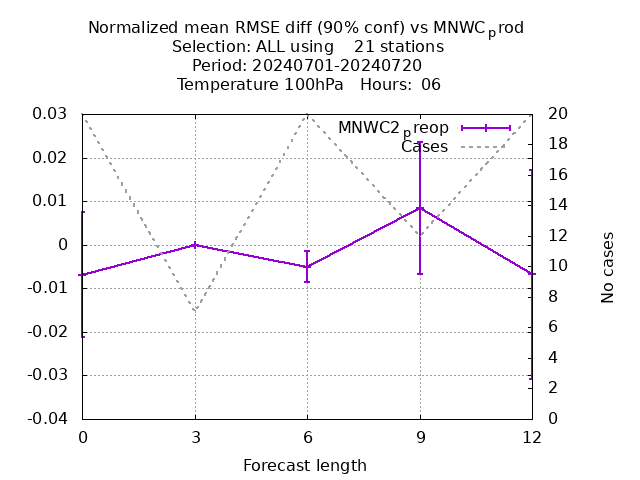 Normalized mean RMSE diff (90% conf) vs MNWCprod
Selection: ALL using 21 stations
Period: 20240701-20240720
Temperature 100hPa Hours: 06
MNWC2preop
Cases
0.03
0.02
0.01
0
-0.01
-0.02
-0.03
-0.04
20
18
16
14
12
10
8
6
4
2
0
No cases
0 3 6 9 12
Forecast length